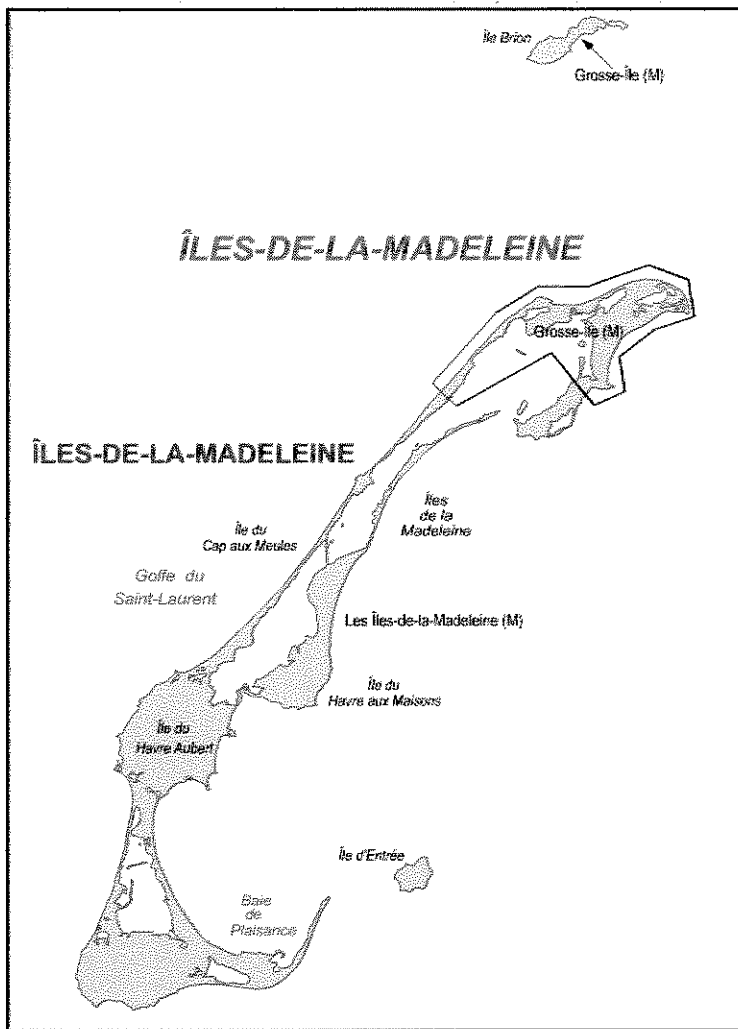 Île Brion
Grosse-Île (M)
ÎLES-DE-LA-MADELEINE
Grosse-Île (M)
ÎLES-DE-LA-MADELEINE
Îles
de la
Madeleine
Île du
Cap aux Meules
Golfe du
Saint-Laurent
Les Îles-de-la-Madeleine (M)
Île du
Havre aux Maisons
Île du
Havre Aubert
Île d'Entrée
Baie
de
Plaisance